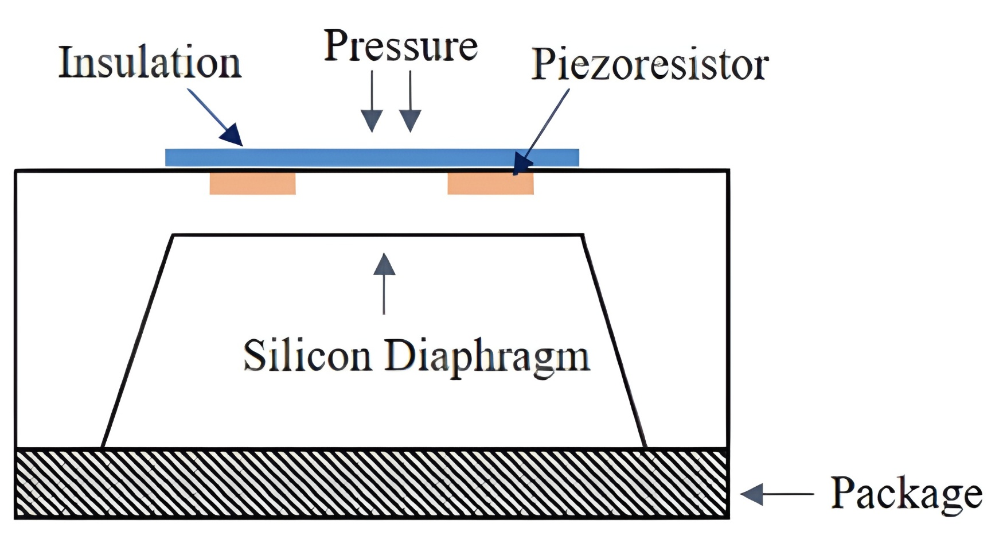 Insulation
Pressure
Piezoresistor
Silicon Diaphragm
Package